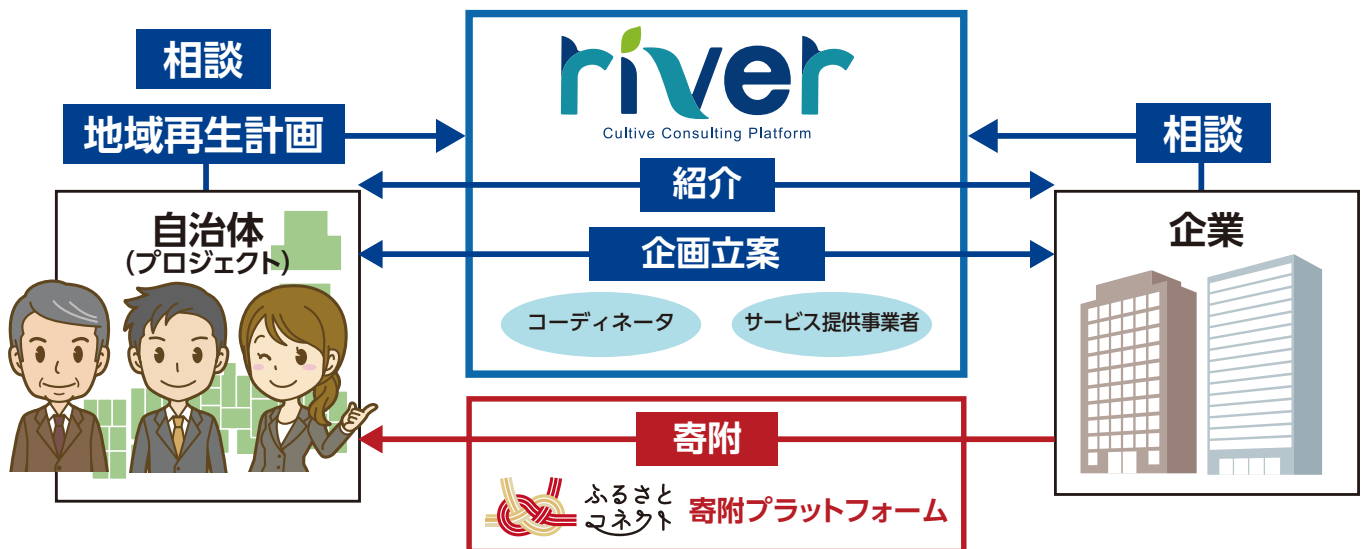 相談
地域再生計画
river
Cultive Consulting Platform
相談
紹介
企画立案
自治体
(プロジェクト)
企業
コーディネータ
サービス提供事業者
寄附
ふるさと
コネクト
寄附プラットフォーム